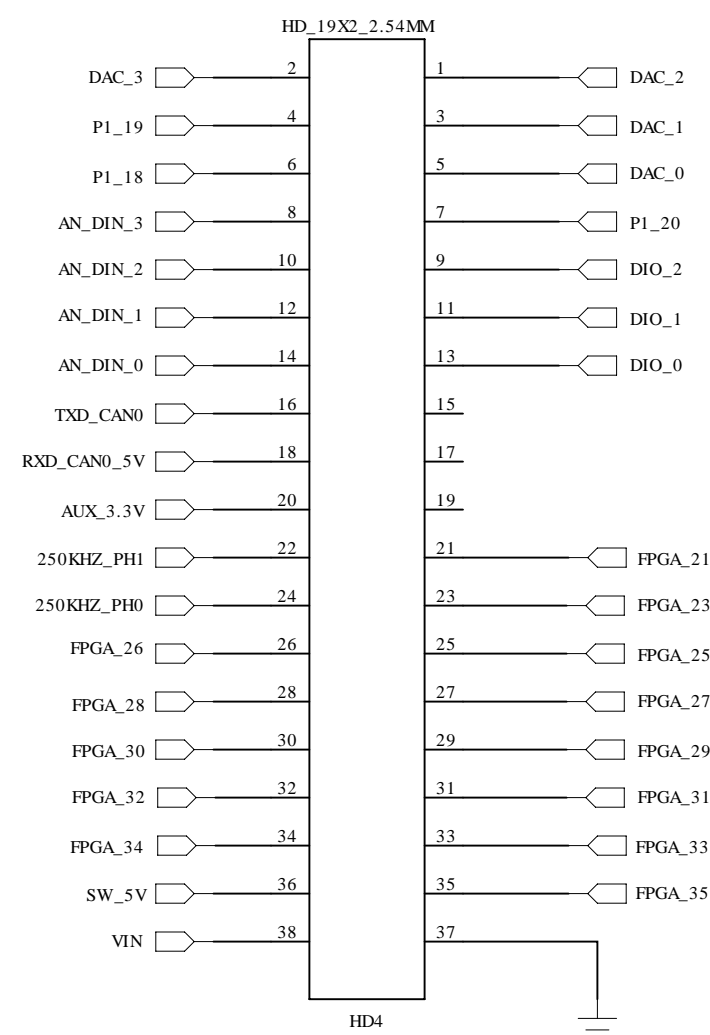 HD_19X2_2.54MM
DAC_3 2 1 DAC_2
P1_19 4 3 DAC_1
P1_18 6 5 DAC_0
AN_DIN_3 8 7 P1_20
AN_DIN_2 10 9 DIO_2
AN_DIN_1 12 11 DIO_1
AN_DIN_0 14 13 DIO_0
TXD_CAN0 16 15
RXD_CAN0_5V 18 17
AUX_3.3V 20 19
250KHZ_PH1 22 21 FPGA_21
250KHZ_PH0 24 23 FPGA_23
FPGA_26 26 25 FPGA_25
FPGA_28 28 27 FPGA_27
FPGA_30 30 29 FPGA_29
FPGA_32 32 31 FPGA_31
FPGA_34 34 33 FPGA_33
SW_5V 36 35 FPGA_35
VIN 38 37
HD4